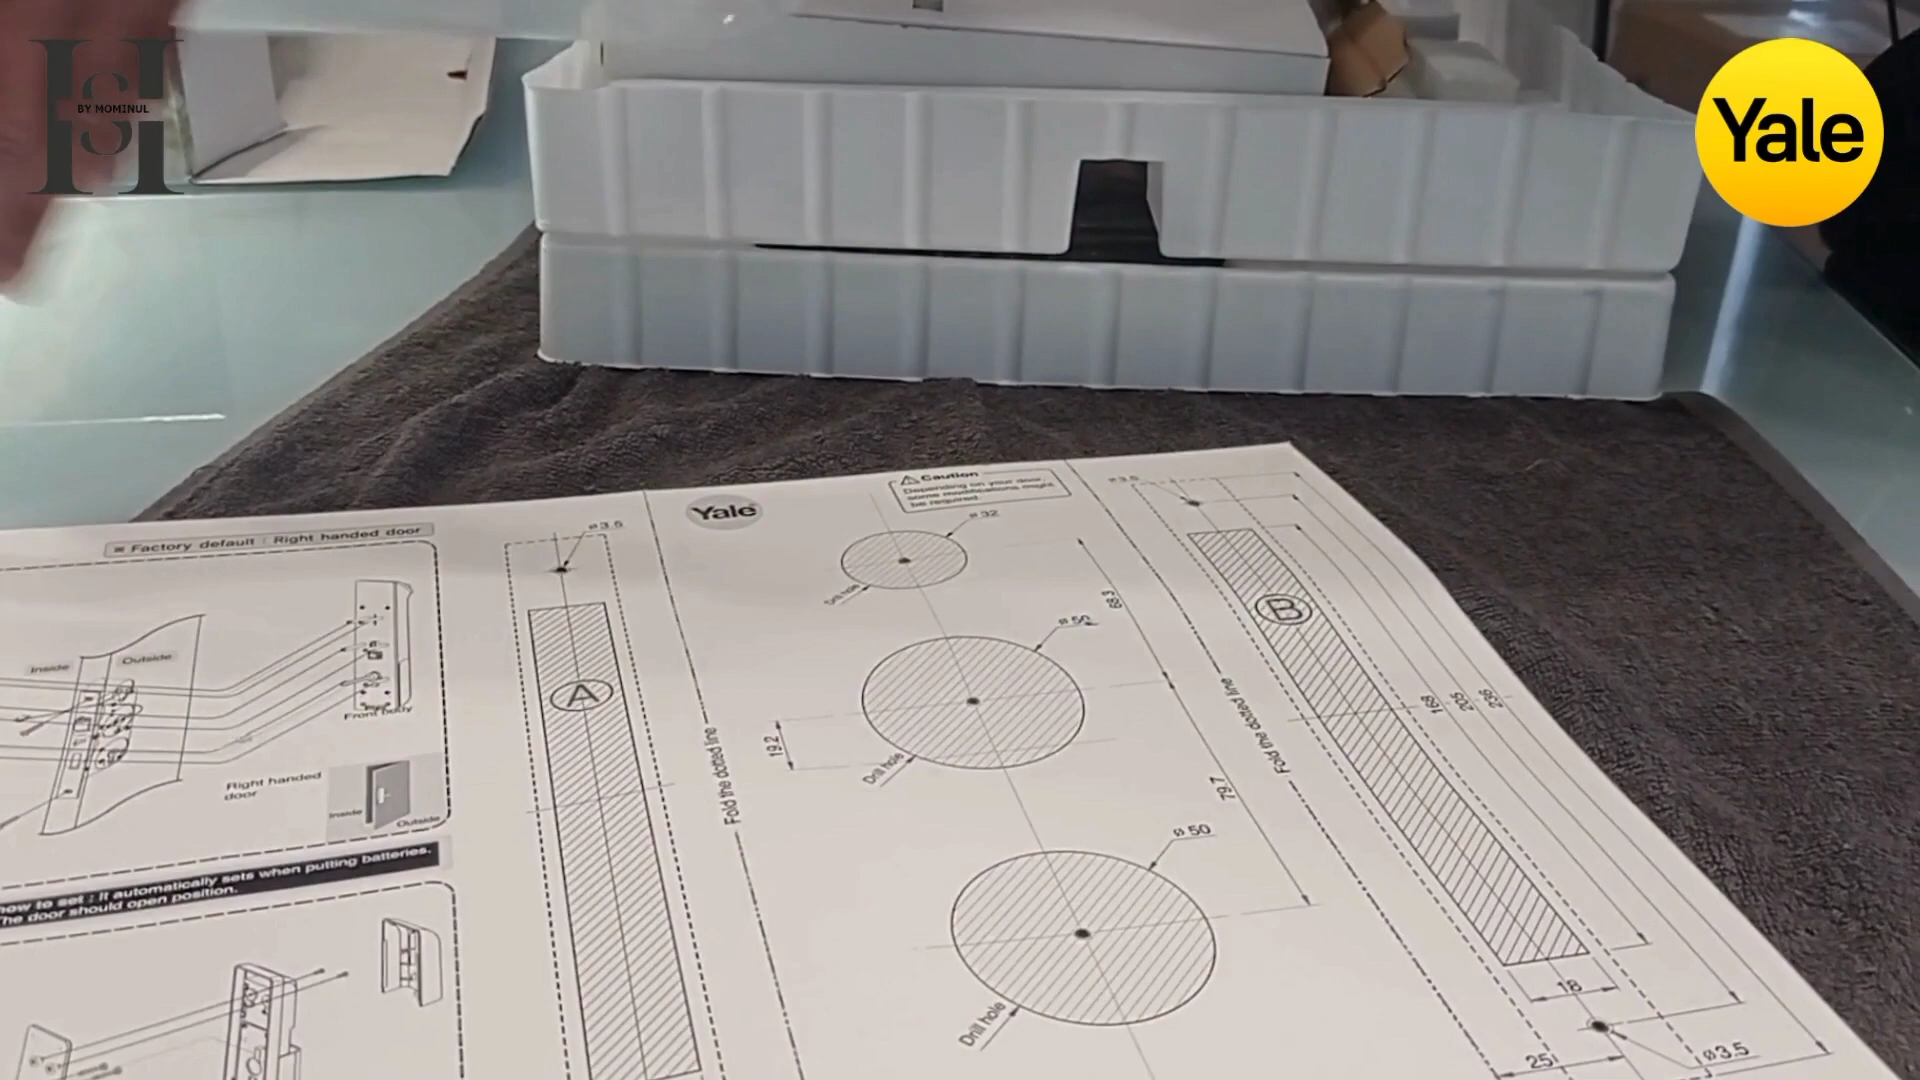 HS
BY MOMINUL
Yale
※ Factory default : Right handed door
Inside
Outside
Front body
Right handed
door
Inside
Outside
how to set : It automatically sets when putting batteries.
The door should open position.
ø3.5
A
Fold the dotted line
Yale
Caution
Depending on your door,
some modifications might
be required.
ø32
Drill hole
68.3
Drill hole
19.2
79.7
ø50
Drill hole
Fold the dotted line
ø3.5
B
168
205
235
18
25
ø3.5